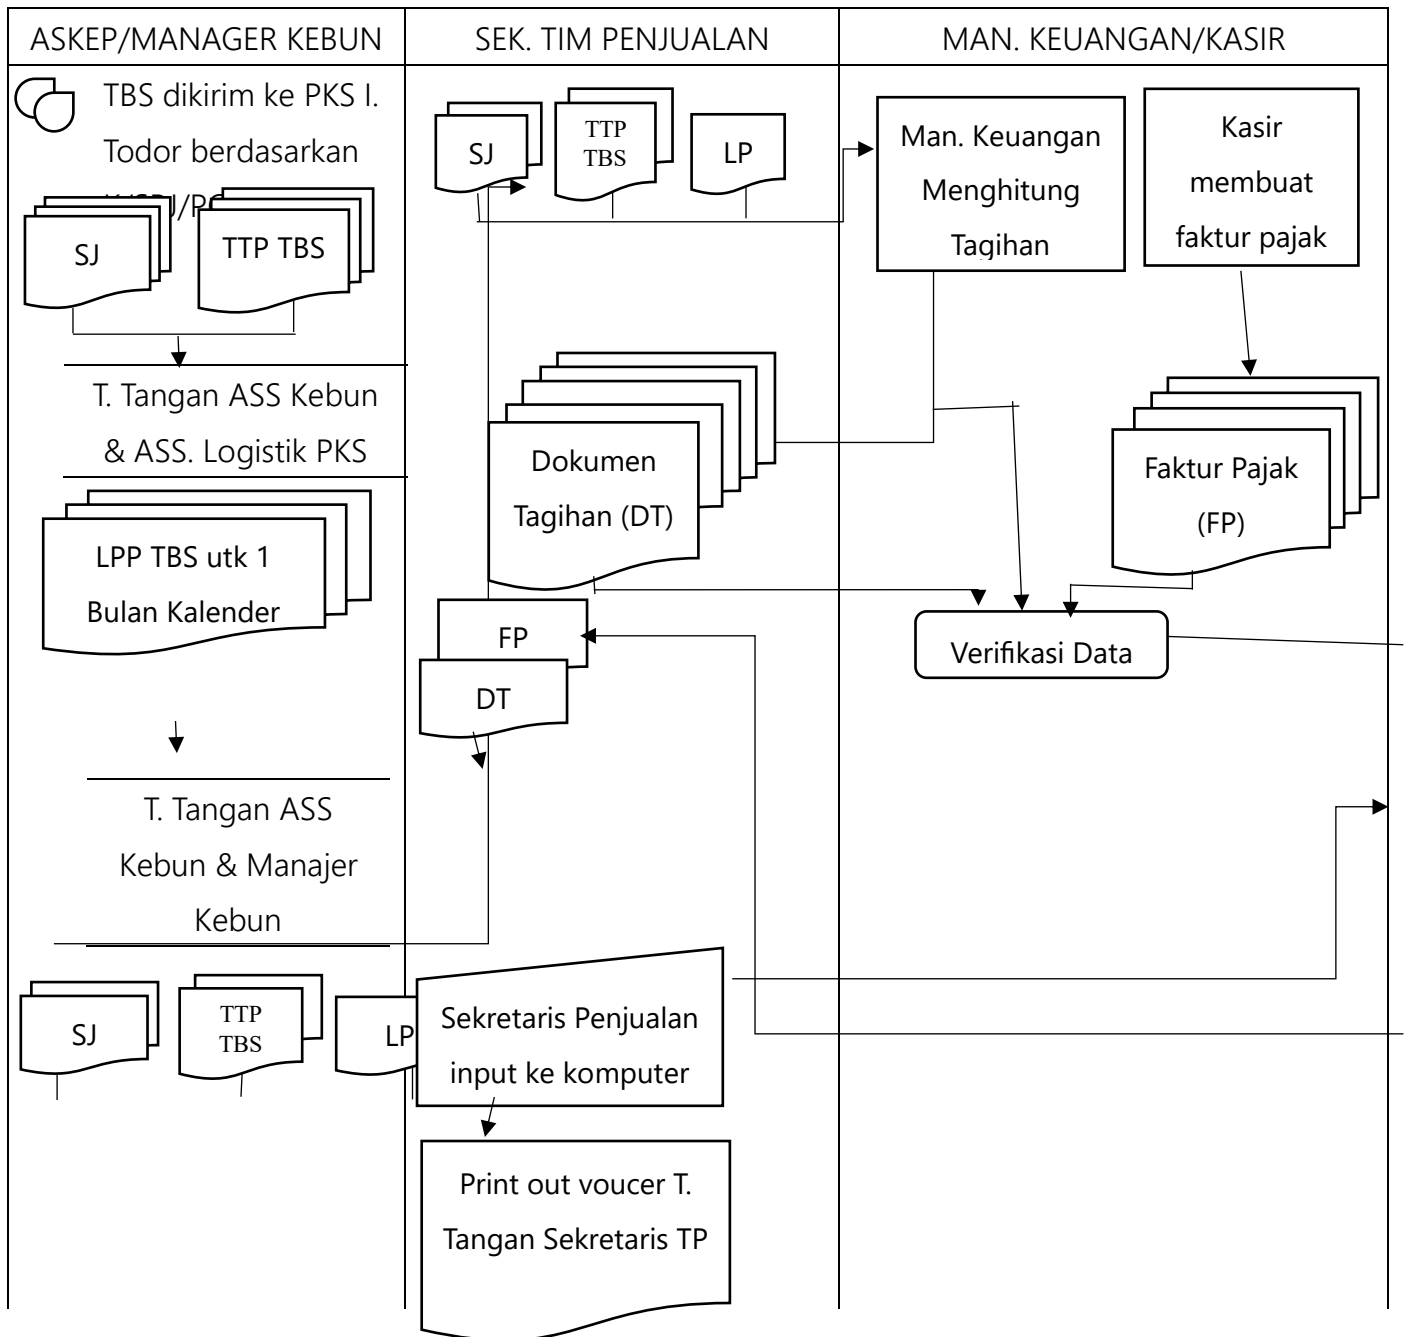 ASKEP/MANAGER KEBUN
TBS dikirim ke PKS I.
Todor berdasarkan
SJ
TTP TBS
T. Tangan ASS Kebun
& ASS. Logistik PKS
LPP TBS utk 1
Bulan Kalender
T. Tangan ASS
Kebun & Manajer
Kebun
SJ
TTP
TBS
LP
SEK. TIM PENJUALAN
SJ
TTP
TBS
LP
Dokumen
Tagihan (DT)
FP
DT
Sekretaris Penjualan
input ke komputer
Print out voucer T.
Tangan Sekretaris TP
MAN. KEUANGAN/KASIR
Man. Keuangan
Menghitung
Tagihan
Kasir
membuat
faktur pajak
Faktur Pajak
(FP)
Verifikasi Data